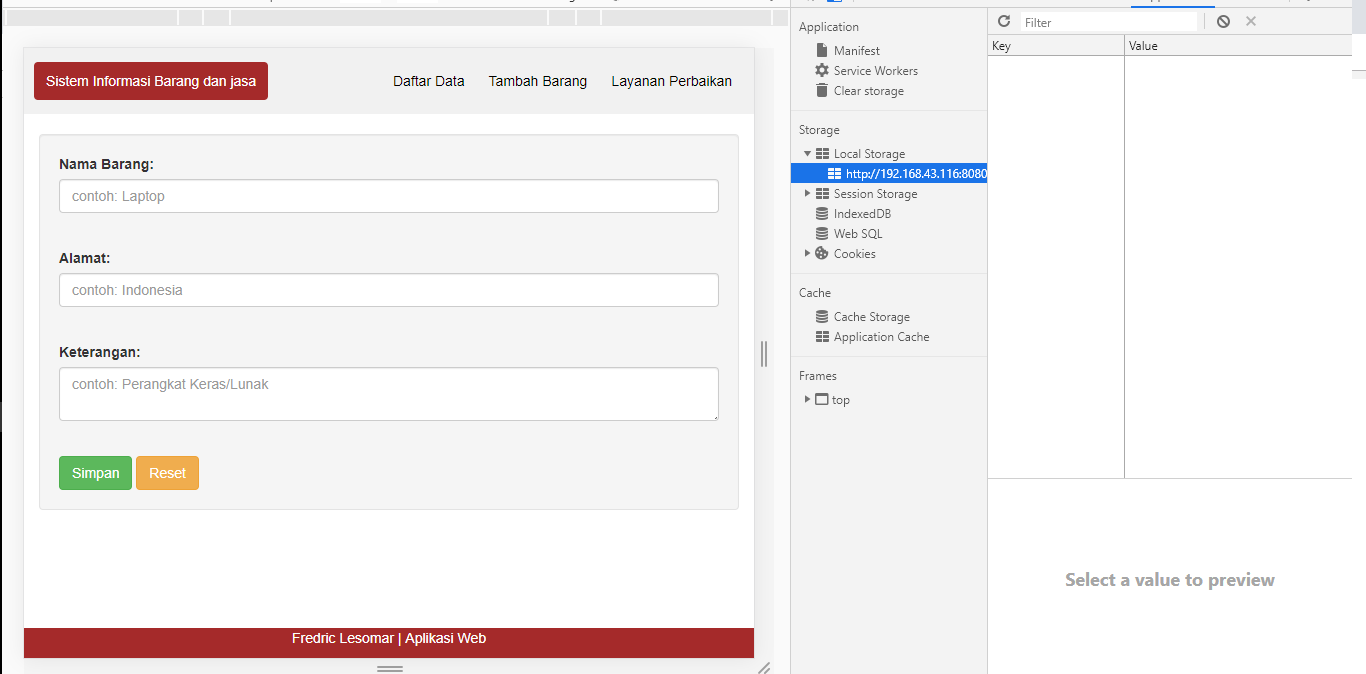 Sistem Informasi Barang dan jasa
Daftar Data
Tambah Barang
Layanan Perbaikan
Nama Barang:
contoh: Laptop
Alamat:
contoh: Indonesia
Keterangan:
contoh: Perangkat Keras/Lunak
Simpan
Reset
Fredric Lesomar | Aplikasi Web
Application
Manifest
Service Workers
Clear storage
Storage
Local Storage
http://192.168.43.116:8080
Session Storage
IndexedDB
Web SQL
Cookies
Cache
Cache Storage
Application Cache
Frames
top
Filter
Key
Value
Select a value to preview